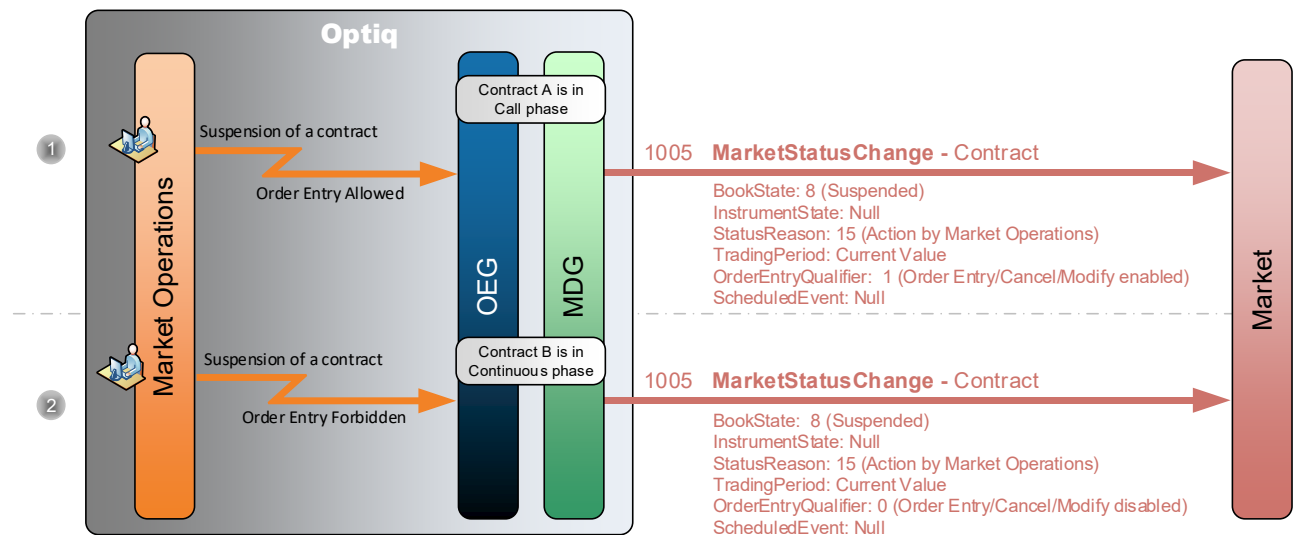 Optiq
Market Operations
OEG
MDG
Market
1
Contract A is in
Call phase
Suspension of a contract
Order Entry Allowed
1005 MarketStatusChange - Contract
BookState: 8 (Suspended)
InstrumentState: Null
StatusReason: 15 (Action by Market Operations)
TradingPeriod: Current Value
OrderEntryQualifier: 1 (Order Entry/Cancel/Modify enabled)
ScheduledEvent: Null
2
Contract B is in
Continuous phase
Suspension of a contract
Order Entry Forbidden
1005 MarketStatusChange - Contract
BookState: 8 (Suspended)
InstrumentState: Null
StatusReason: 15 (Action by Market Operations)
TradingPeriod: Current Value
OrderEntryQualifier: 0 (Order Entry/Cancel/Modify disabled)
ScheduledEvent: Null